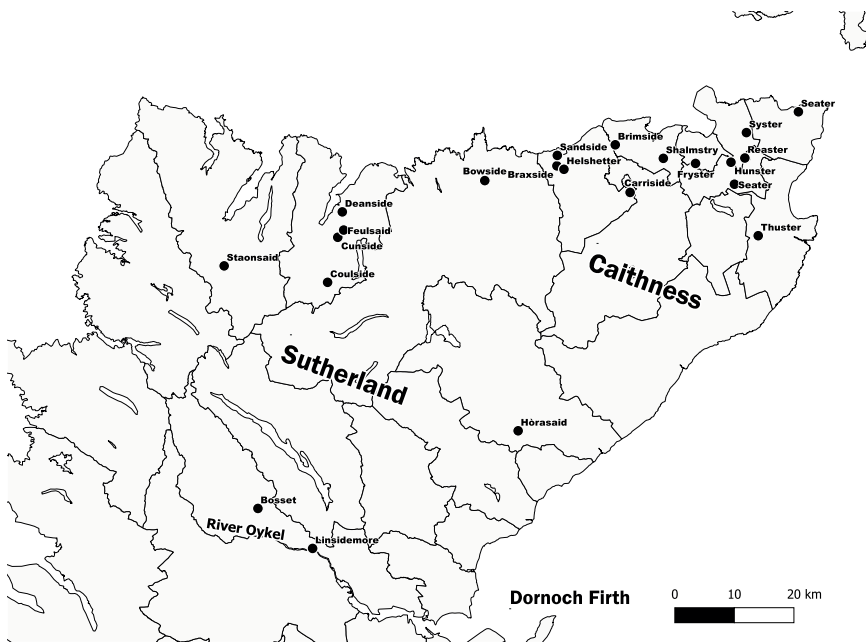 Seater
Syster
Brimside
Sandside
Shalmstry
Reaster
Helshetter
Bowside
Braxside
Fryster
Hunster
Carriside
Seater
Deanside
Feulsaid
Thuster
Cunside
Staonsaid
Coulside
Caithness
Sutherland
Hòrasaid
Bosset
River Oykel
Linsidemore
Dornoch Firth
0 10 20 km